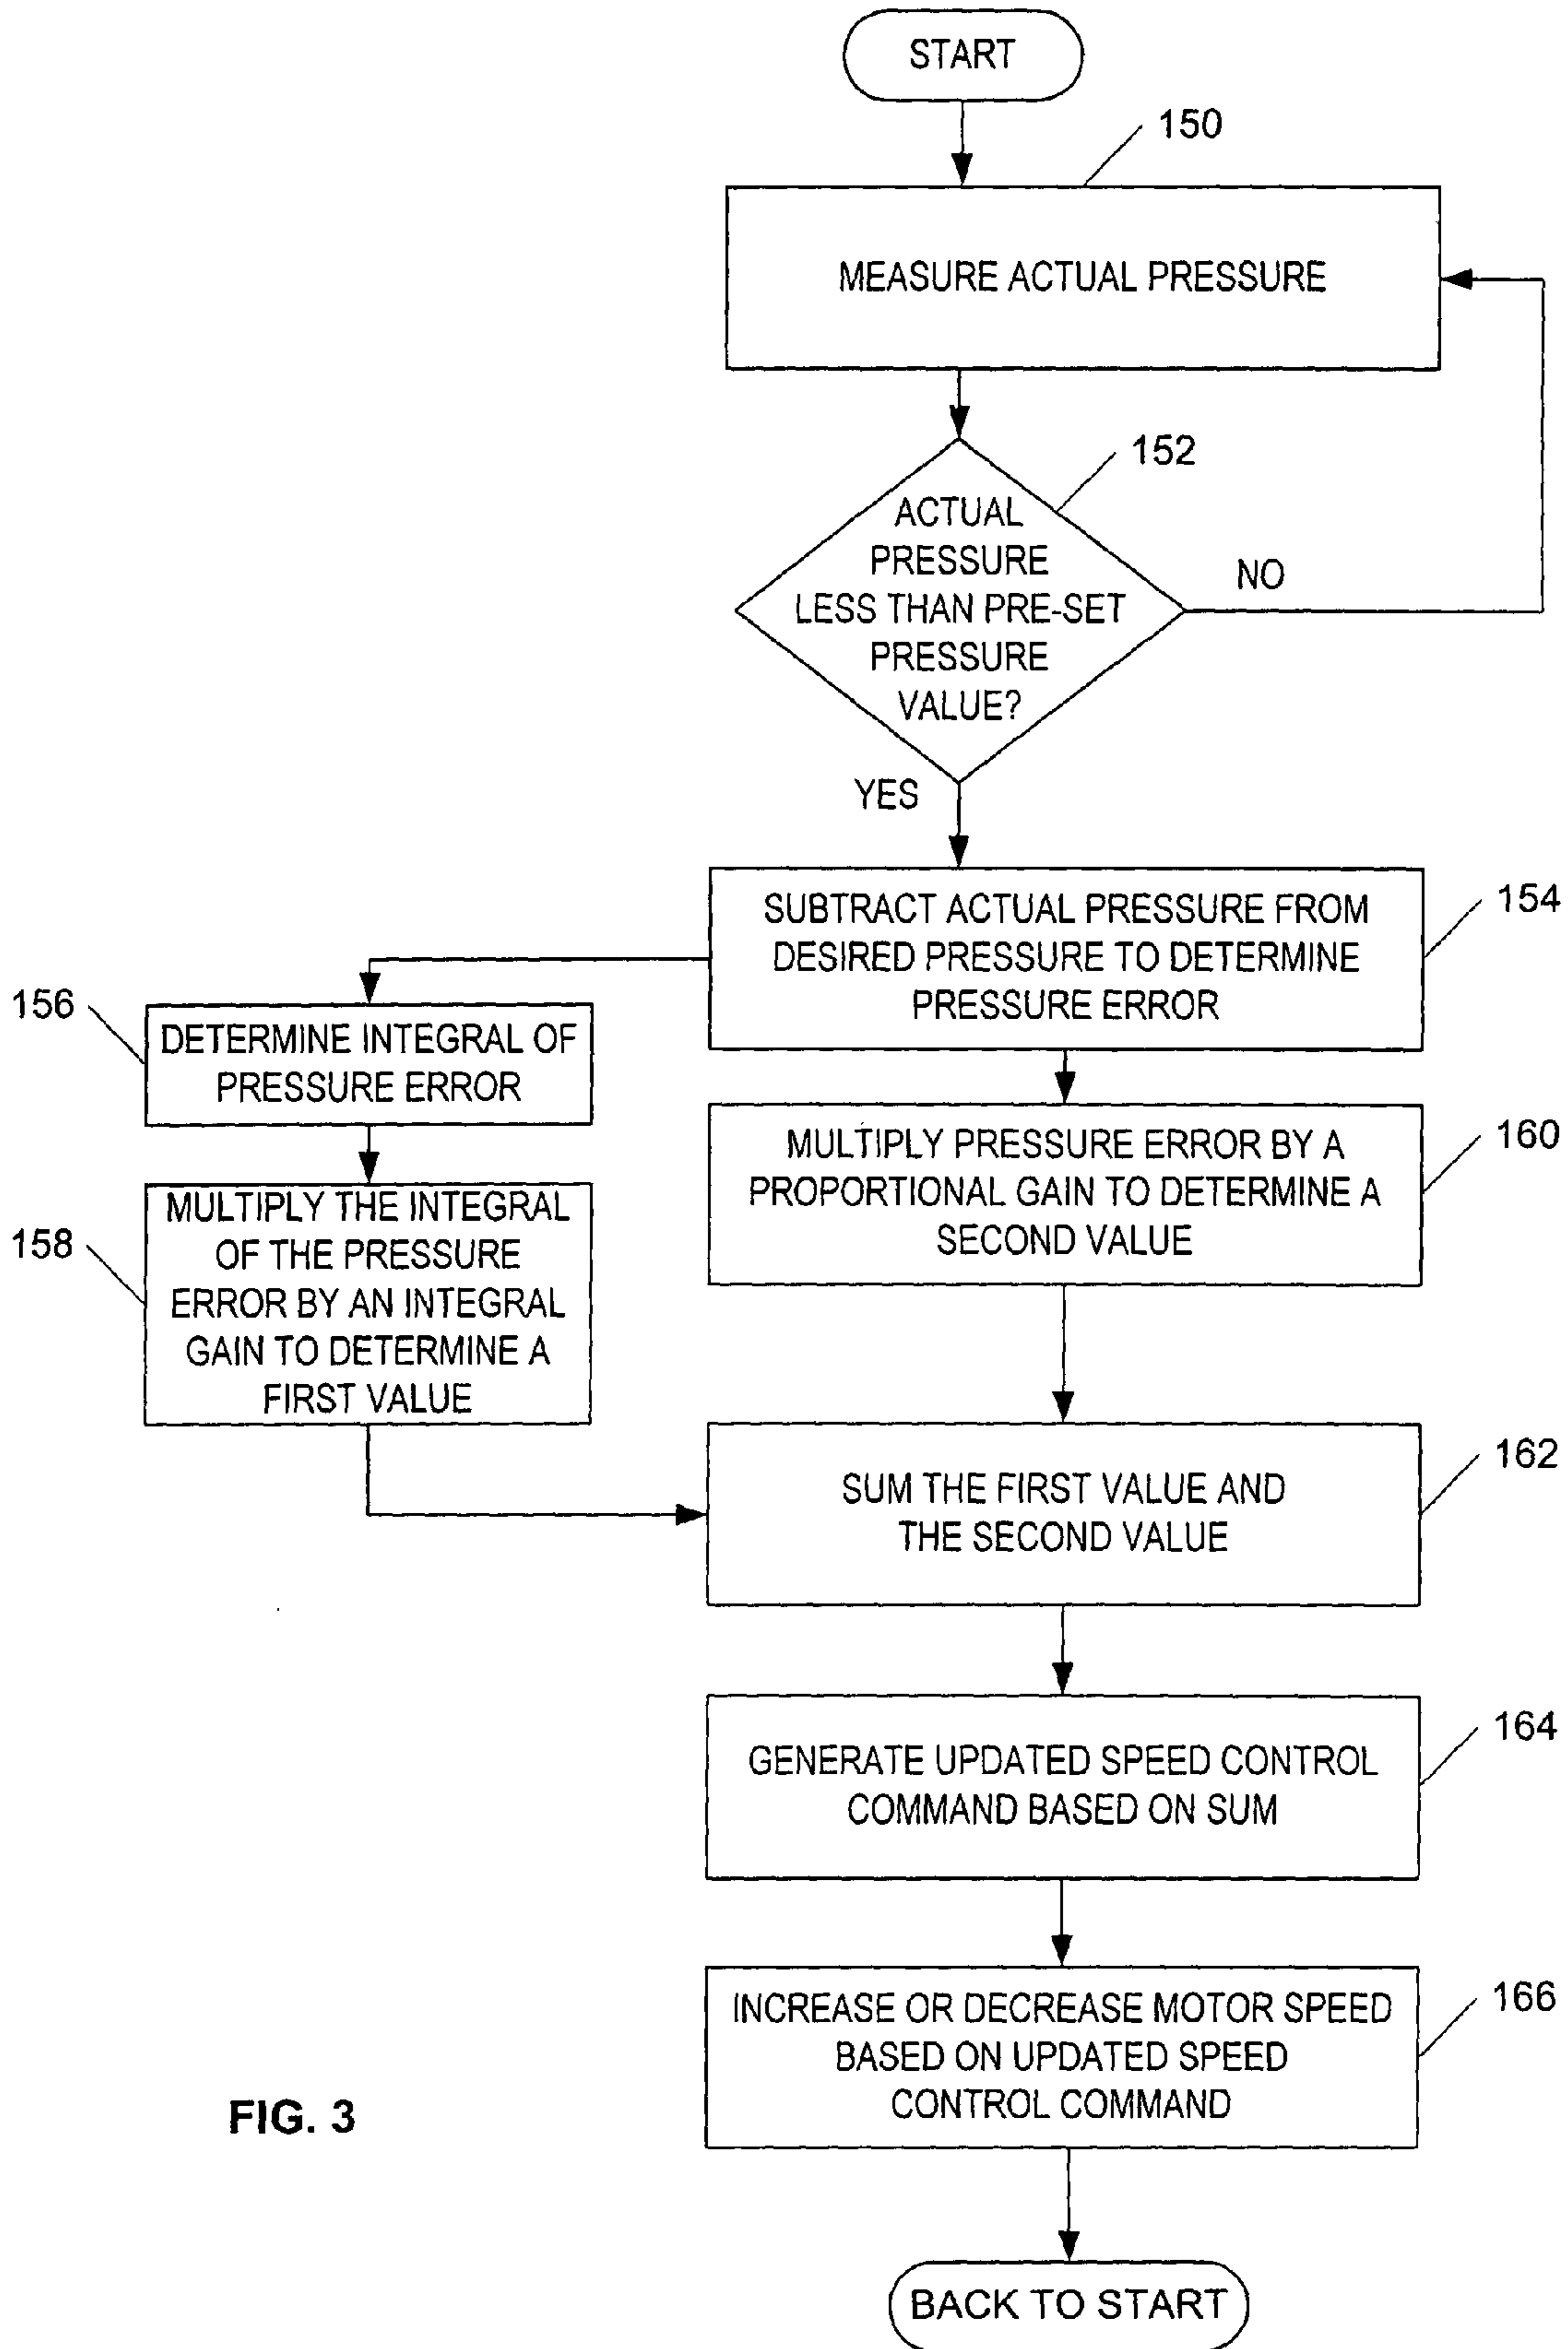 START
150
MEASURE ACTUAL PRESSURE
152
ACTUAL
PRESSURE
LESS THAN PRE-SET
PRESSURE
VALUE?
NO
YES
154
SUBTRACT ACTUAL PRESSURE FROM
DESIRED PRESSURE TO DETERMINE
PRESSURE ERROR
156
DETERMINE INTEGRAL OF
PRESSURE ERROR
160
MULTIPLY PRESSURE ERROR BY A
PROPORTIONAL GAIN TO DETERMINE A
SECOND VALUE
158
MULTIPLY THE INTEGRAL
OF THE PRESSURE
ERROR BY AN INTEGRAL
GAIN TO DETERMINE A
FIRST VALUE
162
SUM THE FIRST VALUE AND
THE SECOND VALUE
164
GENERATE UPDATED SPEED CONTROL
COMMAND BASED ON SUM
166
INCREASE OR DECREASE MOTOR SPEED
BASED ON UPDATED SPEED
CONTROL COMMAND
FIG. 3
BACK TO START